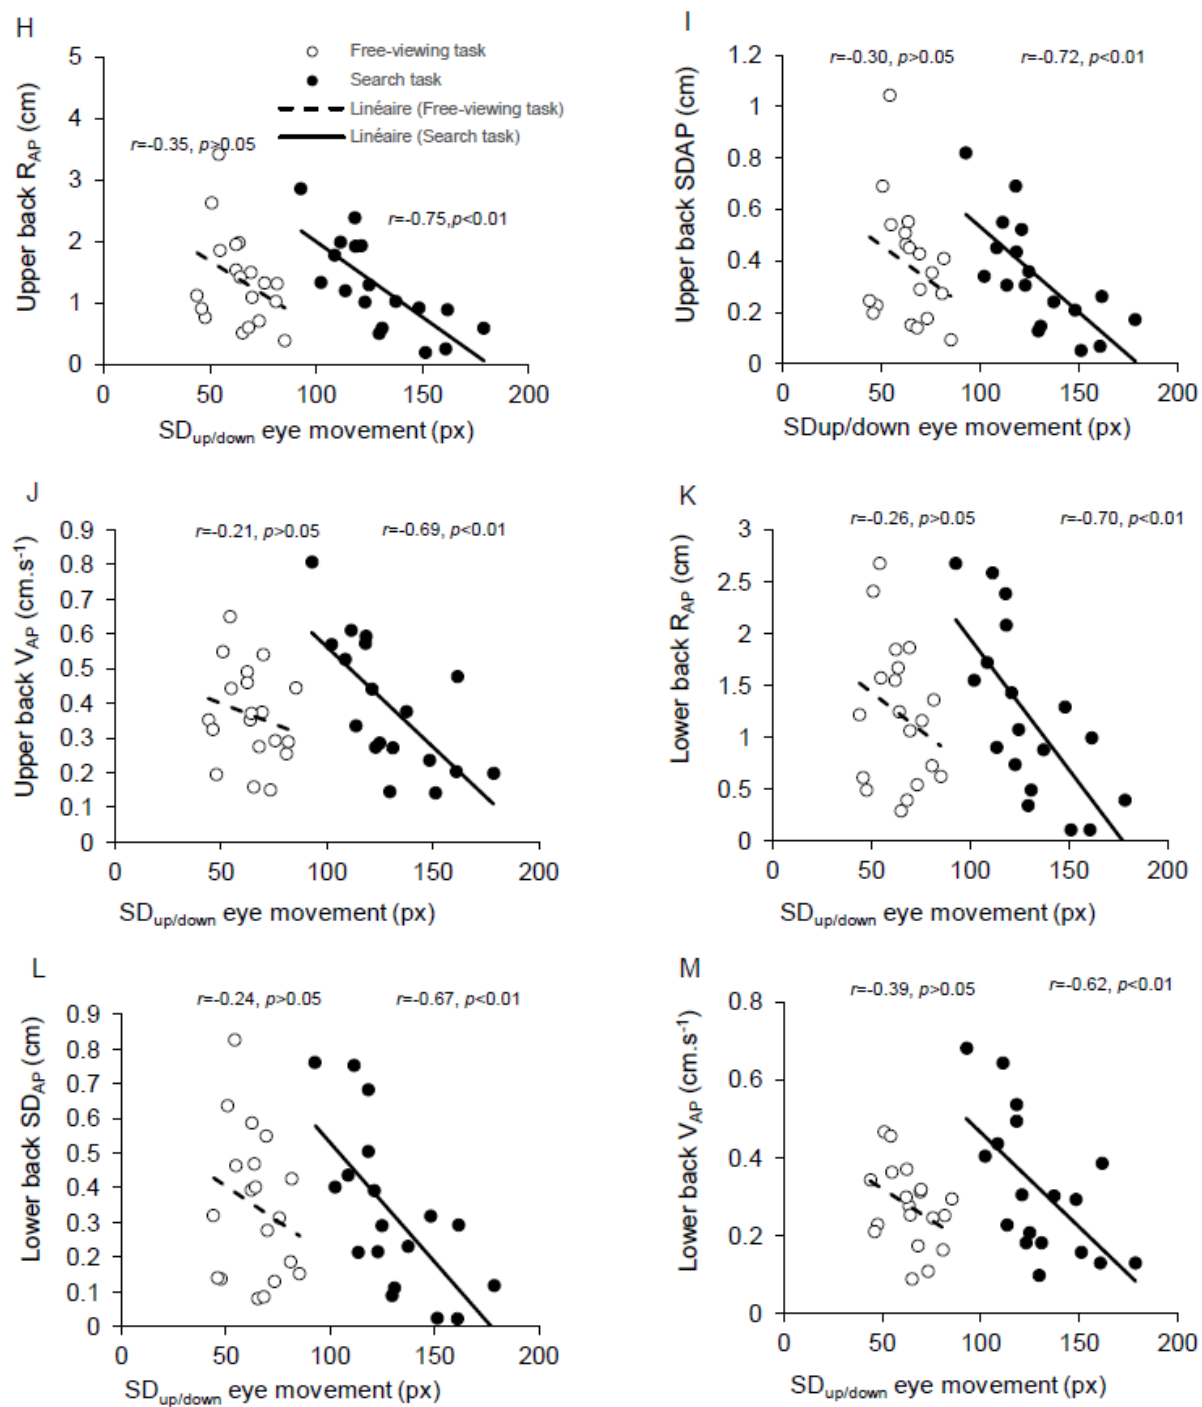 H
Free-viewing task
Search task
Linéaire (Free-viewing task)
Linéaire (Search task)
r=-0.35, p>0.05
r=-0.75,p<0.01
Upper back RAP (cm)
5
4
3
2
1
0
0 50 100 150 200
SDup/down eye movement (px)
I
r=-0.30, p>0.05
r=-0.72, p<0.01
Upper back SDAP (cm)
1.2
1
0.8
0.6
0.4
0.2
0
0 50 100 150 200
SDup/down eye movement (px)
J
r=-0.21, p>0.05
r=-0.69, p<0.01
Upper back VAP (cm.s-1)
0.9
0.8
0.7
0.6
0.5
0.4
0.3
0.2
0.1
0
0 50 100 150 200
SDup/down eye movement (px)
K
r=-0.26, p>0.05
r=-0.70, p<0.01
Lower back RAP (cm)
3
2.5
2
1.5
1
0.5
0
0 50 100 150 200
SDup/down eye movement (px)
L
r=-0.24, p>0.05
r=-0.67, p<0.01
Lower back SDAP (cm)
0.9
0.8
0.7
0.6
0.5
0.4
0.3
0.2
0.1
0
0 50 100 150 200
SDup/down eye movement (px)
M
r=-0.39, p>0.05
r=-0.62, p<0.01
Lower back VAP (cm.s-1)
0.8
0.6
0.4
0.2
0
0 50 100 150 200
SDup/down eye movement (px)